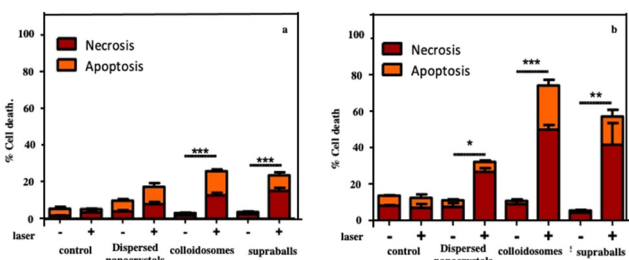 a
% Cell death.
100
80
60
40
20
0
Necrosis
Apoptosis
***
***
laser - + - + - + - +
control Dispersed colloidosomes supraballs
b
% Cell death
100
80
60
40
20
0
Necrosis
Apoptosis
*
***
**
laser - + - + - + - +
control Dispersed colloidosomes supraballs